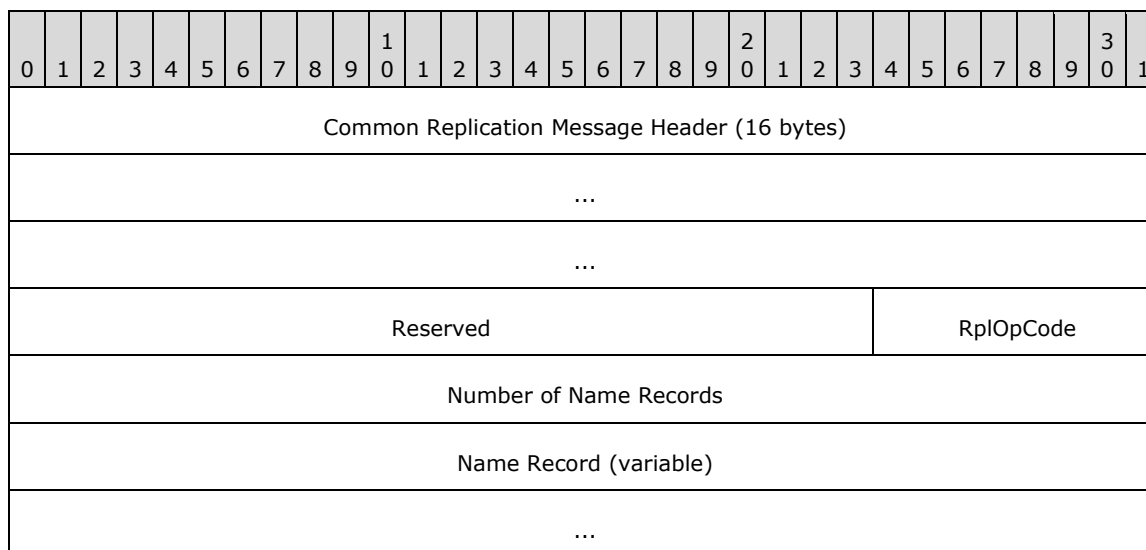 1 2 3
0 1 2 3 4 5 6 7 8 9 0 1 2 3 4 5 6 7 8 9 0 1 2 3 4 5 6 7 8 9 0 1
Common Replication Message Header (16 bytes)
...
...
Reserved RplOpCode
Number of Name Records
Name Record (variable)
...